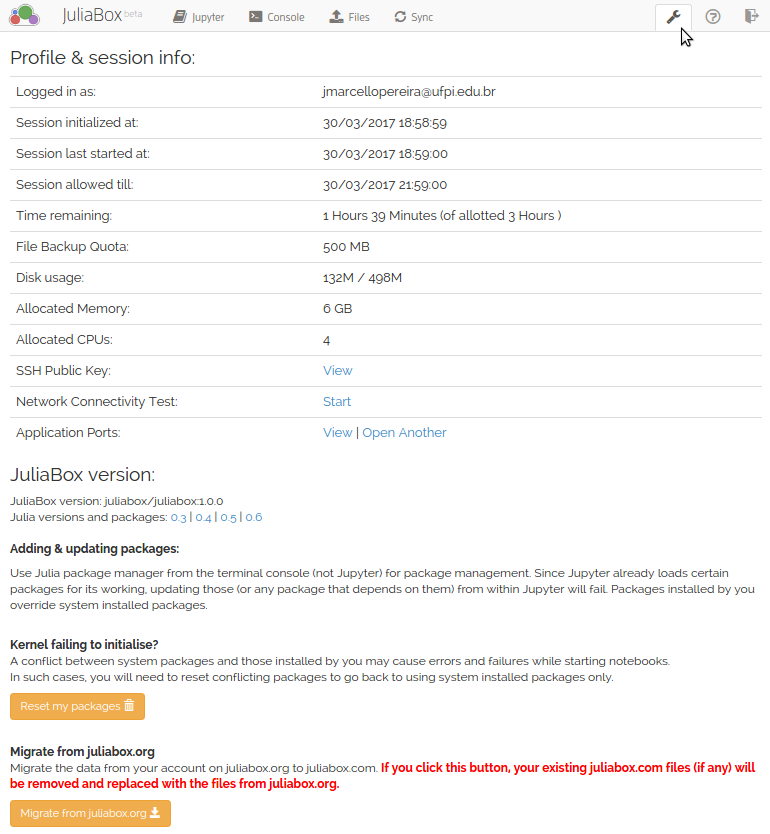 JuliaBox beta Jupyter Console Files Sync
Profile & session info:
Logged in as: jmarcellopereira@ufpi.edu.br
Session initialized at: 30/03/2017 18:58:59
Session last started at: 30/03/2017 18:59:00
Session allowed till: 30/03/2017 21:59:00
Time remaining: 1 Hours 39 Minutes (of allotted 3 Hours )
File Backup Quota: 500 MB
Disk usage: 132M / 498M
Allocated Memory: 6 GB
Allocated CPUs: 4
SSH Public Key: View
Network Connectivity Test: Start
Application Ports: View | Open Another
JuliaBox version:
JuliaBox version: juliabox/juliabox:1.0.0
Julia versions and packages: 0.3 | 0.4 | 0.5 | 0.6
Adding & updating packages:
Use Julia package manager from the terminal console (not Jupyter) for package management. Since Jupyter already loads certain
packages for its working, updating those (or any package that depends on them) from within Jupyter will fail. Packages installed by you
override system installed packages.
Kernel failing to initialise?
A conflict between system packages and those installed by you may cause errors and failures while starting notebooks.
In such cases, you will need to reset conflicting packages to go back to using system installed packages only.
Reset my packages
Migrate from juliabox.org
Migrate the data from your account on juliabox.org to juliabox.com. If you click this button, your existing juliabox.com files (if any) will
be removed and replaced with the files from juliabox.org.
Migrate from juliabox.org